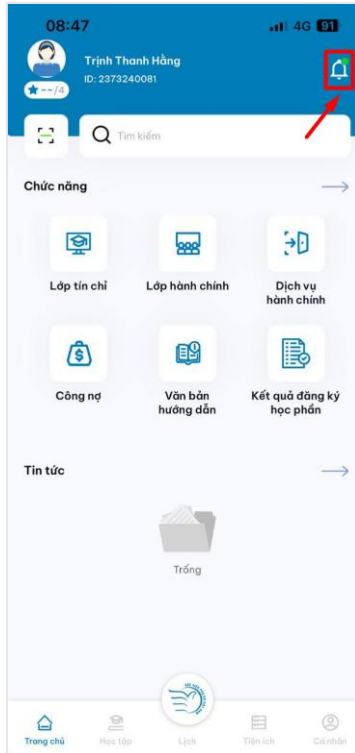 08:47
4G 91
Trịnh Thanh Hằng
ID: 2373240081
--/4
Tìm kiếm
Chức năng
Lớp tín chỉ
Lớp hành chính
Dịch vụ
hành chính
Công nợ
Văn bản
hướng dẫn
Kết quả đăng ký
học phần
Tin tức
Trống
Trang chủ
Học tập
Lịch
Tiện ích
Cá nhân